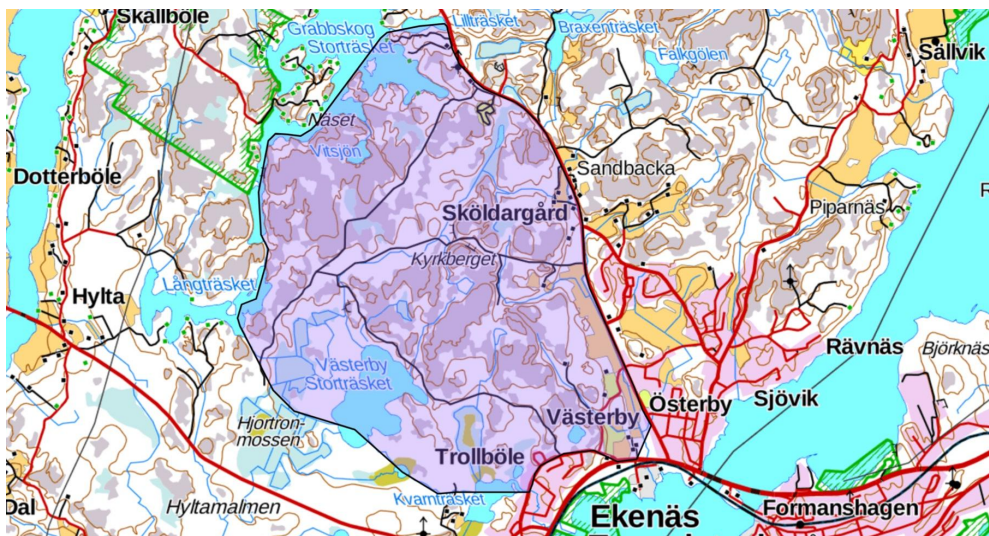 Skallböle
Grabbskog
Storträsket
Lillträsket
Braxenträsket
Falkgölen
Sällvik
Näset
Vitsjön
Dotterböle
Sandbacka
Sköldargård
Piparnäs
Kyrkberget
Långträsket
Hylta
Västerby
Storträsket
Rävnäs
Björknäs
Sjövik
Österby
Västerby
Hjortron-
mossen
Trollböle
Kvarnträsket
Hyltamalmen
Dal
Ekenäs
Formanshagen